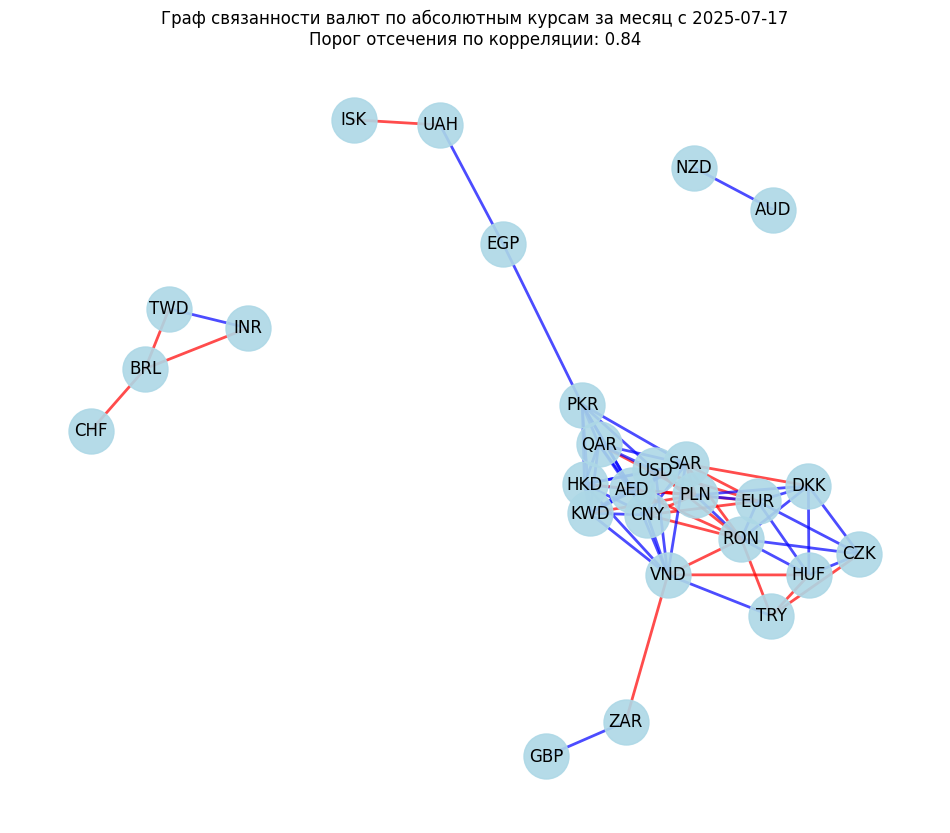 Граф связанности валют по абсолютным курсам за месяц с 2025-07-17
Порог отсечения по корреляции: 0.84
ISK
UAH
NZD
AUD
EGP
TWD
INR
BRL
CHF
PKR
QAR
SAR
USD
HKD
AED
PLN
EUR
DKK
KWD
CNY
RON
CZK
VND
HUF
TRY
ZAR
GBP